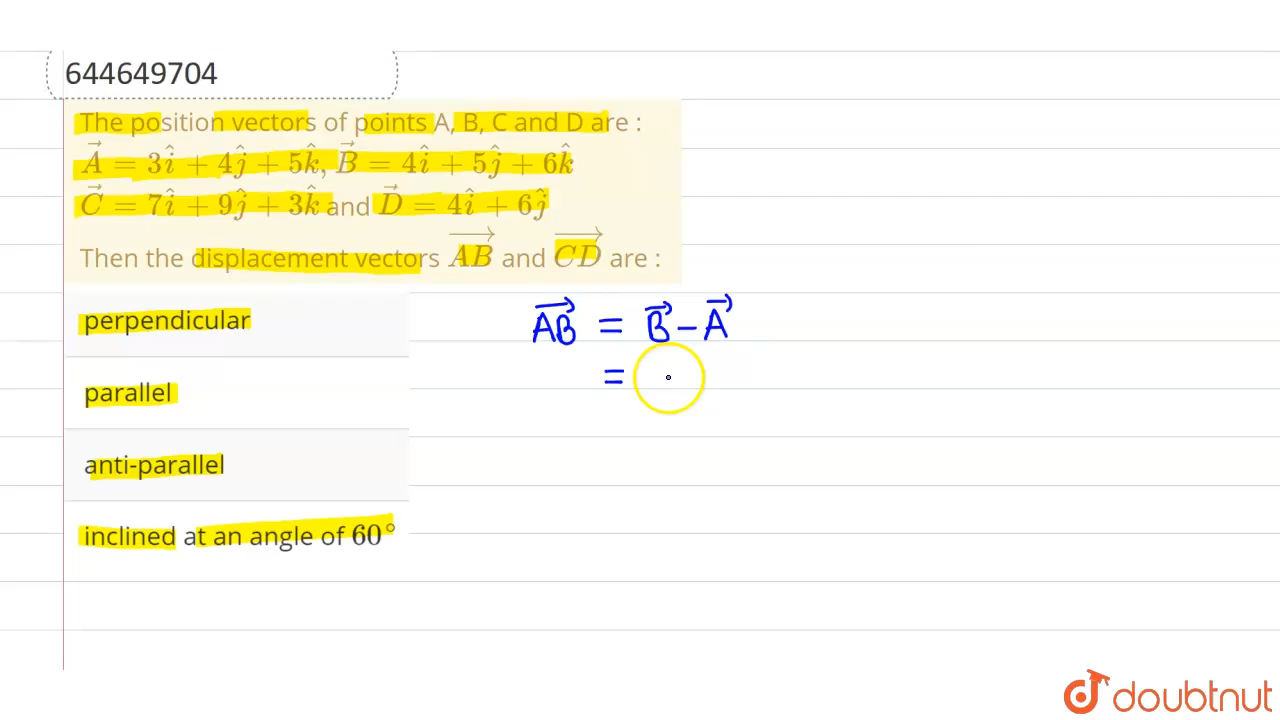 644649704
The position vectors of points A, B, C and D are :
$\vec{A} = 3\hat{i} + 4\hat{j} + 5\hat{k}, \vec{B} = 4\hat{i} + 5\hat{j} + 6\hat{k}$
$\vec{C} = 7\hat{i} + 9\hat{j} + 3\hat{k}$ and $\vec{D} = 4\hat{i} + 6\hat{j}$
Then the displacement vectors $\overrightarrow{AB}$ and $\overrightarrow{CD}$ are :
perpendicular
parallel
anti-parallel
inclined at an angle of $60^\circ$
$\overrightarrow{AB} = \vec{B} - \vec{A}$
=
doubtnut